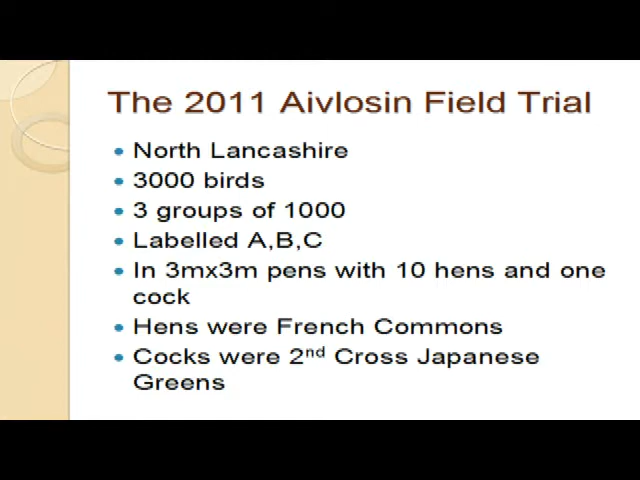 The 2011 Aivlosin Field Trial
• North Lancashire
• 3000 birds
• 3 groups of 1000
• Labelled A,B,C
• In 3mx3m pens with 10 hens and one
cock
• Hens were French Commons
• Cocks were 2nd Cross Japanese
Greens